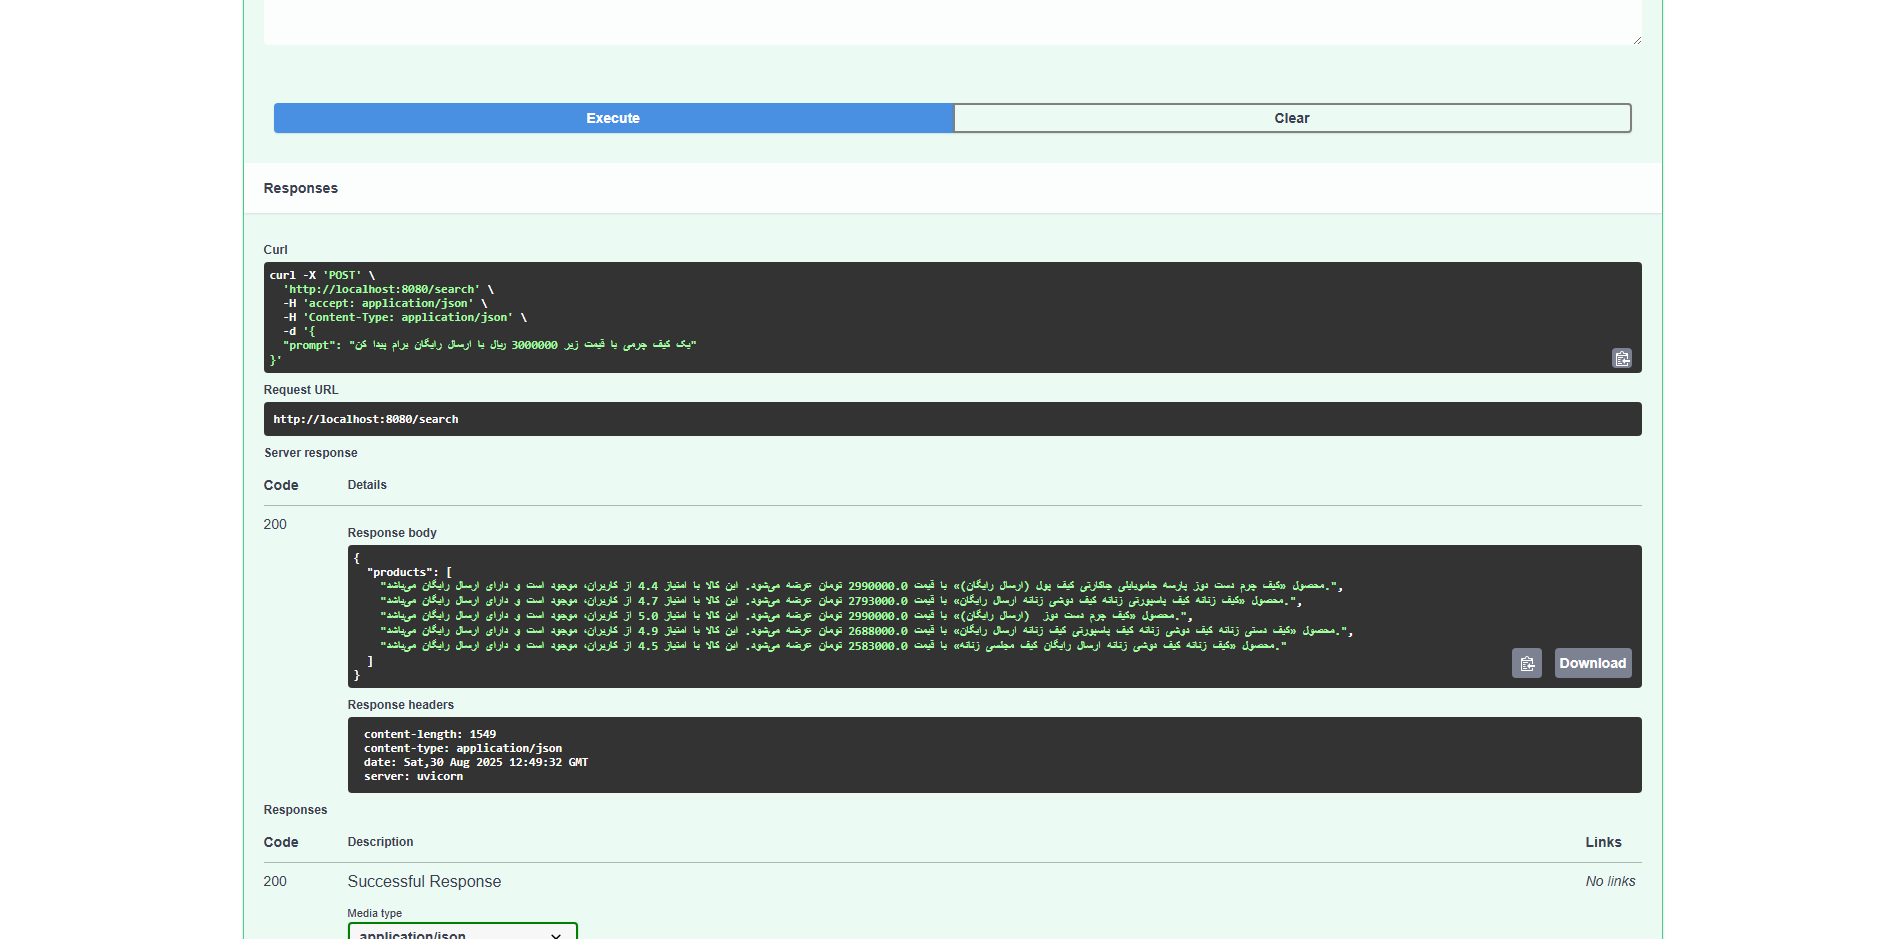 Execute
Clear
Responses
Curl
curl -X 'POST' \
'http://localhost:8080/search' \
-H 'accept: application/json' \
-H 'Content-Type: application/json' \
-d '{
"prompt": "یک کیف چرمی با قیمت زیر 3000000 ریال با ارسال رایگان برام پیدا کن"
}'
Request URL
http://localhost:8080/search
Server response
Code Details
200
Response body
{
"products": [
"محصول «کیف چرم دست دوز پارسه جاموبایلی جاکارتی کیف پول (ارسال رایگان)» با قیمت 2990000.0 تومان عرضه می‌شود. این کالا با امتیاز 4.4 از کاربران، موجود است و دارای ارسال رایگان می‌باشد.",
"محصول «کیف زنانه کیف پاسپورتی زنانه کیف دوشی زنانه ارسال رایگان» با قیمت 2793000.0 تومان عرضه می‌شود. این کالا با امتیاز 4.7 از کاربران، موجود است و دارای ارسال رایگان می‌باشد.",
"محصول «کیف چرم دست دوز  (ارسال رایگان)» با قیمت 2990000.0 تومان عرضه می‌شود. این کالا با امتیاز 5.0 از کاربران، موجود است و دارای ارسال رایگان می‌باشد.",
"محصول «کیف دستی زنانه کیف دوشی زنانه کیف پاسپورتی کیف زنانه ارسال رایگان» با قیمت 2688000.0 تومان عرضه می‌شود. این کالا با امتیاز 4.9 از کاربران، موجود است و دارای ارسال رایگان می‌باشد.",
"محصول «کیف زنانه کیف دوشی زنانه ارسال رایگان کیف مجلسی زنانه» با قیمت 2583000.0 تومان عرضه می‌شود. این کالا با امتیاز 4.5 از کاربران، موجود است و دارای ارسال رایگان می‌باشد."
]
}
Download
Response headers
content-length: 1549
content-type: application/json
date: Sat,30 Aug 2025 12:49:32 GMT
server: uvicorn
Responses
Code Description Links
200 Successful Response No links
Media type
application/json